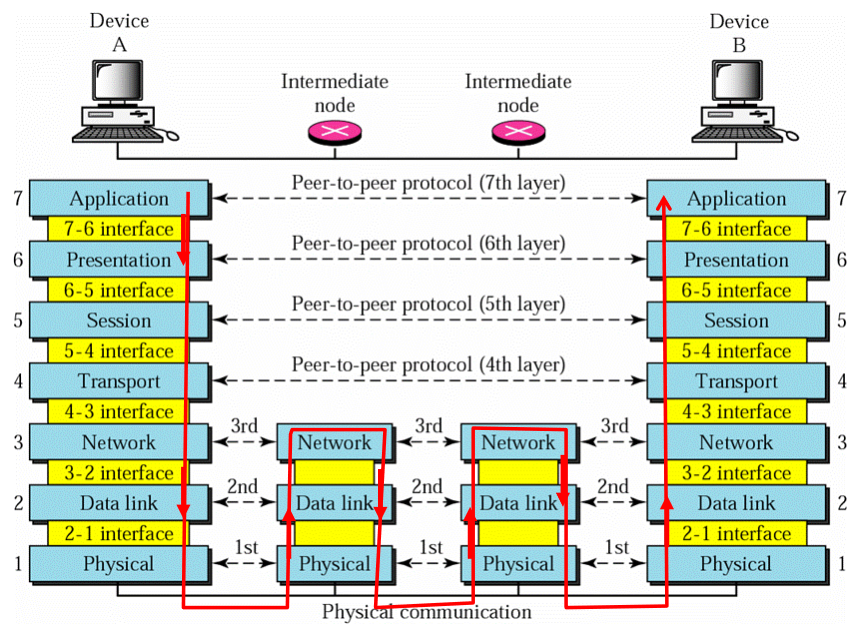 Device
A
Device
B
Intermediate
node
Intermediate
node
7 Application Peer-to-peer protocol (7th layer) Application 7
7-6 interface 7-6 interface
6 Presentation Peer-to-peer protocol (6th layer) Presentation 6
6-5 interface 6-5 interface
5 Session Peer-to-peer protocol (5th layer) Session 5
5-4 interface 5-4 interface
4 Transport Peer-to-peer protocol (4th layer) Transport 4
4-3 interface 4-3 interface
3 Network 3rd Network 3rd Network 3rd Network 3
3-2 interface 3-2 interface
2 Data link 2nd Data link 2nd Data link 2nd Data link 2
2-1 interface 2-1 interface
1 Physical 1st Physical 1st Physical 1st Physical 1
Physical communication